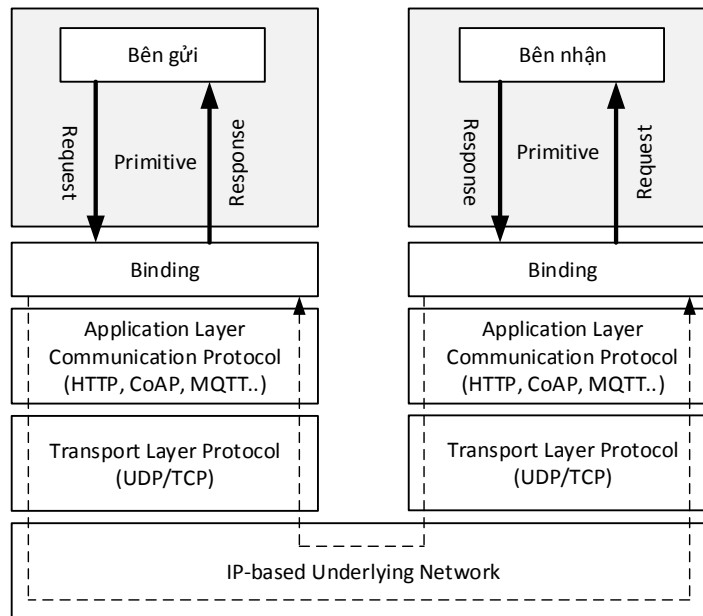 Bên gửi
Request
Primitive
Response
Binding
Application Layer
Communication Protocol
(HTTP, CoAP, MQTT..)
Transport Layer Protocol
(UDP/TCP)
Bên nhận
Response
Primitive
Request
Binding
Application Layer
Communication Protocol
(HTTP, CoAP, MQTT..)
Transport Layer Protocol
(UDP/TCP)
IP-based Underlying Network